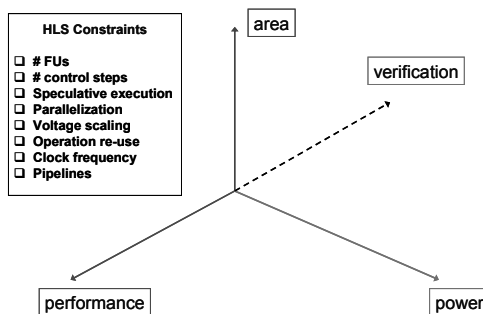 HLS Constraints
❑ # FUs
❑ # control steps
❑ Speculative execution
❑ Parallelization
❑ Voltage scaling
❑ Operation re-use
❑ Clock frequency
❑ Pipelines
area
verification
performance
power